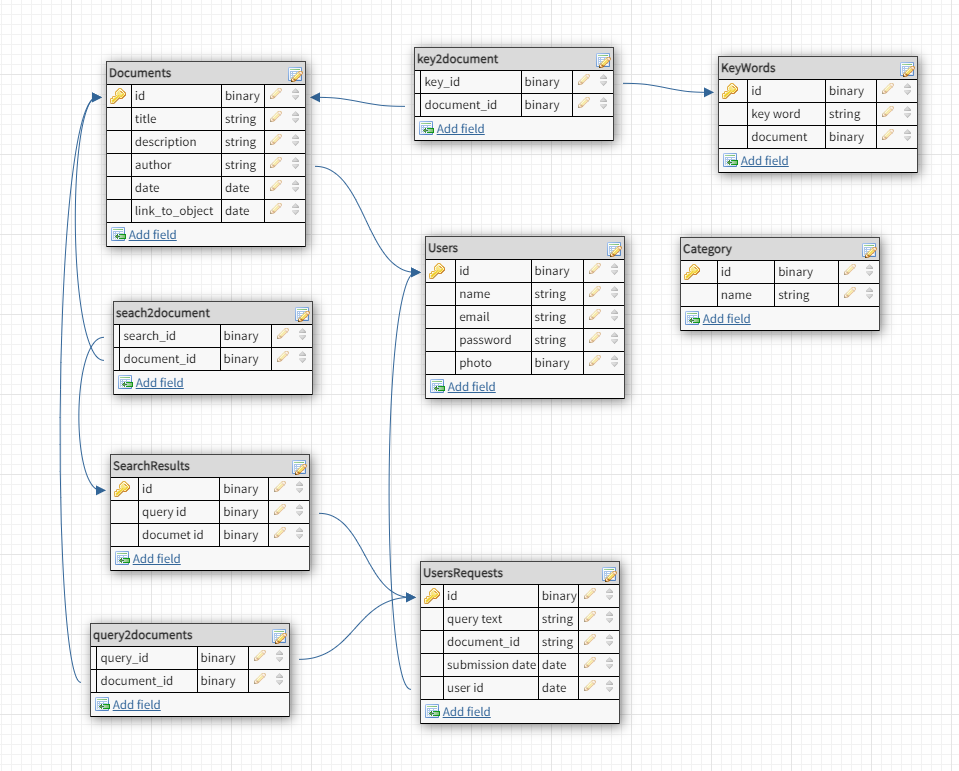 Documents
id binary
title string
description string
author string
date date
link_to_object date
Add field
key2document
key_id binary
document_id binary
Add field
KeyWords
id binary
key word string
document binary
Add field
Users
id binary
name string
email string
password string
photo binary
Add field
Category
id binary
name string
Add field
seach2document
search_id binary
document_id binary
Add field
SearchResults
id binary
query id binary
documet id binary
Add field
query2documents
query_id binary
document_id binary
Add field
UsersRequests
id binary
query text string
document_id string
submission date date
user id date
Add field